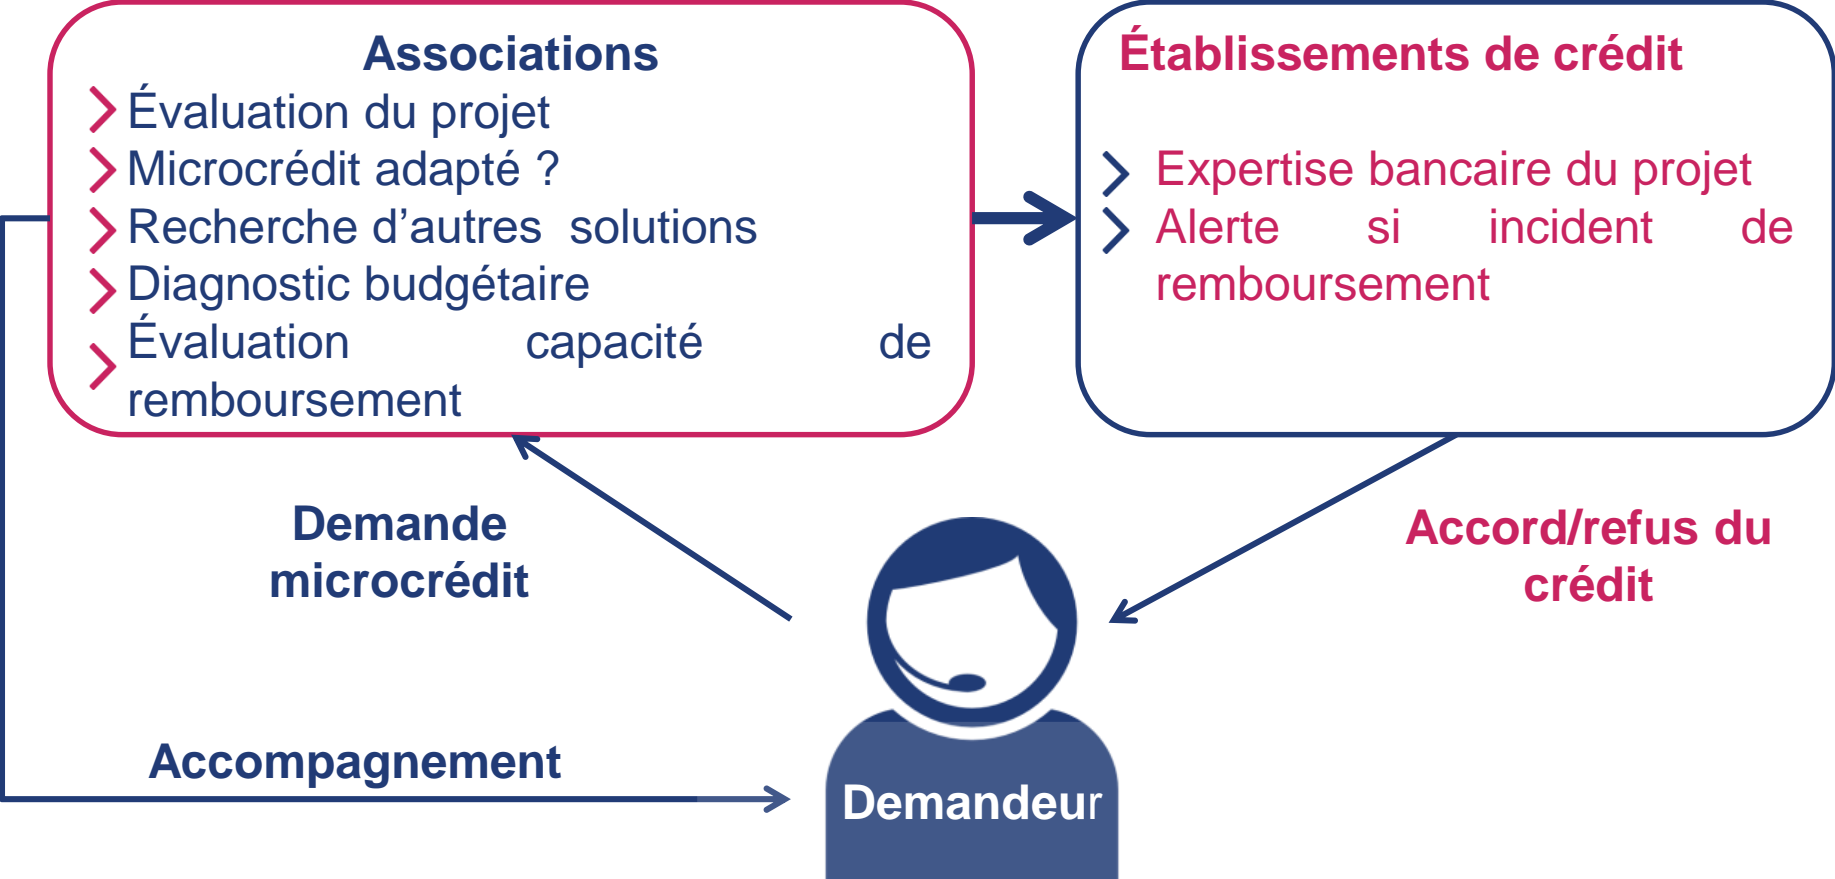 Associations
Évaluation du projet
Microcrédit adapté ?
Recherche d’autres solutions
Diagnostic budgétaire
Évaluation capacité de
remboursement
Établissements de crédit
Expertise bancaire du projet
Alerte si incident de
remboursement
Demande
microcrédit
Accord/refus du
crédit
Accompagnement
Demandeur